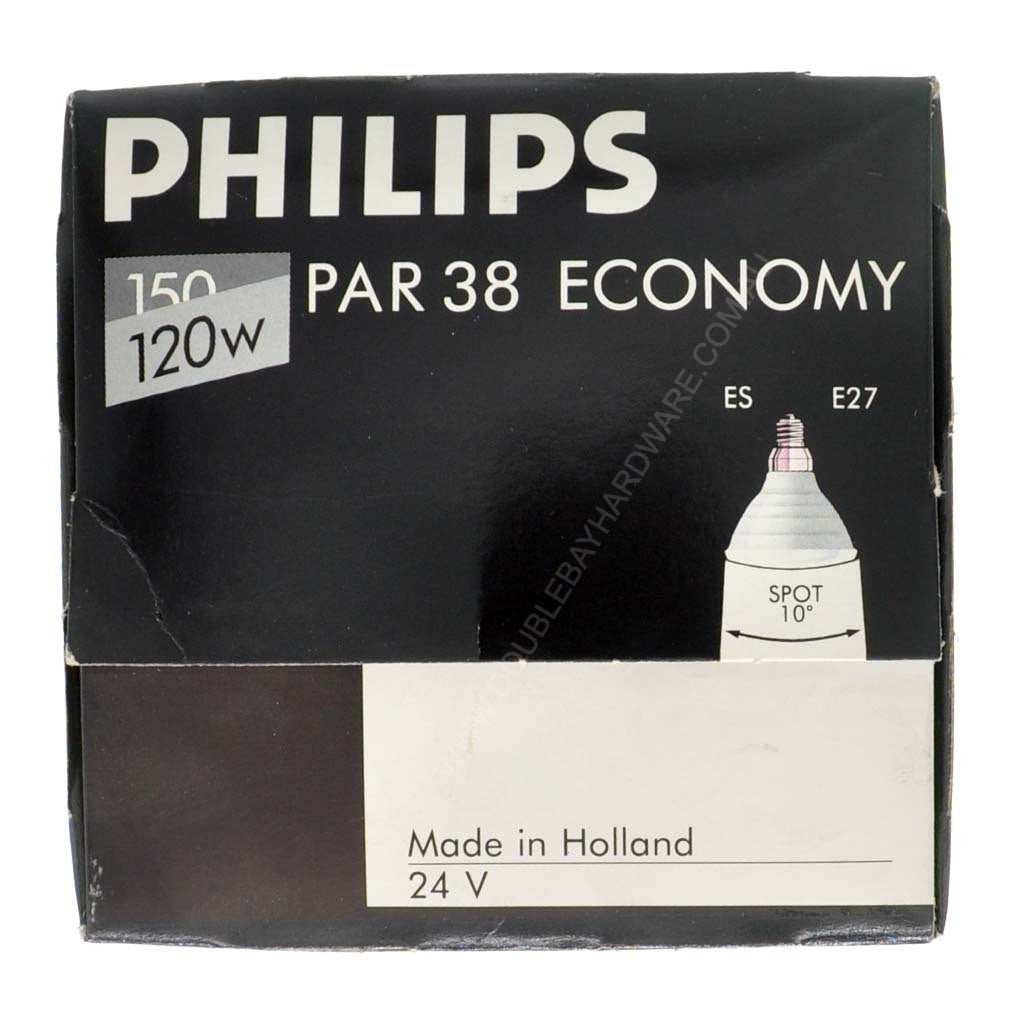 PHILIPS
150
120W
PAR 38 ECONOMY
ES E27
SPOT
10°
Made in Holland
24 V
WWW.DOUBLEBAYHARDWARE.COM.AU